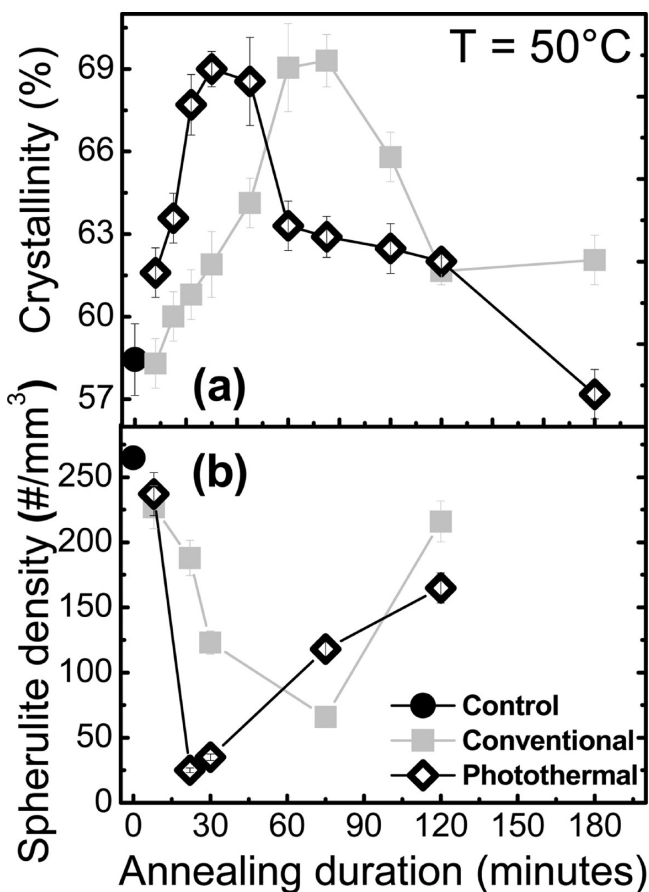 T = 50°C
Crystallinity (%)
69
66
63
60
57
(a)
Spherulite density (#/mm³)
250
200
150
100
50
0
(b)
Control
Conventional
Photothermal
0 30 60 90 120 150 180
Annealing duration (minutes)